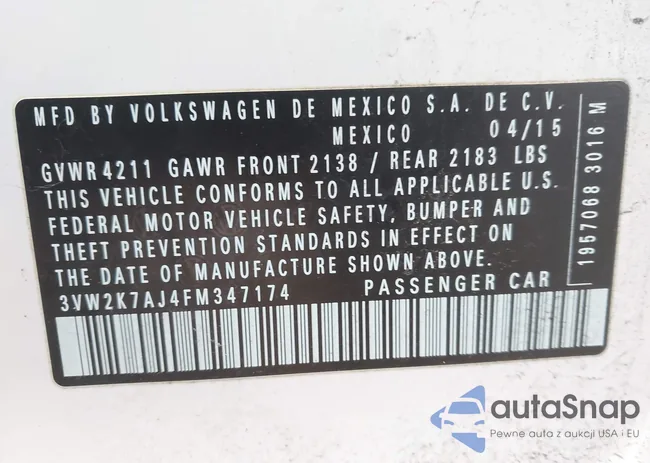 MFD BY VOLKSWAGEN DE MEXICO S.A. DE C.V.
MEXICO 04/15
GVWR 4211 GAWR FRONT 2138 / REAR 2183 LBS
THIS VEHICLE CONFORMS TO ALL APPLICABLE U.S.
FEDERAL MOTOR VEHICLE SAFETY, BUMPER AND
THEFT PREVENTION STANDARDS IN EFFECT ON
THE DATE OF MANUFACTURE SHOWN ABOVE.
3VW2K7AJ4FM347174 PASSENGER CAR
1957068 3016 M
autoSnap
Pewne auta z aukcji USA i EU